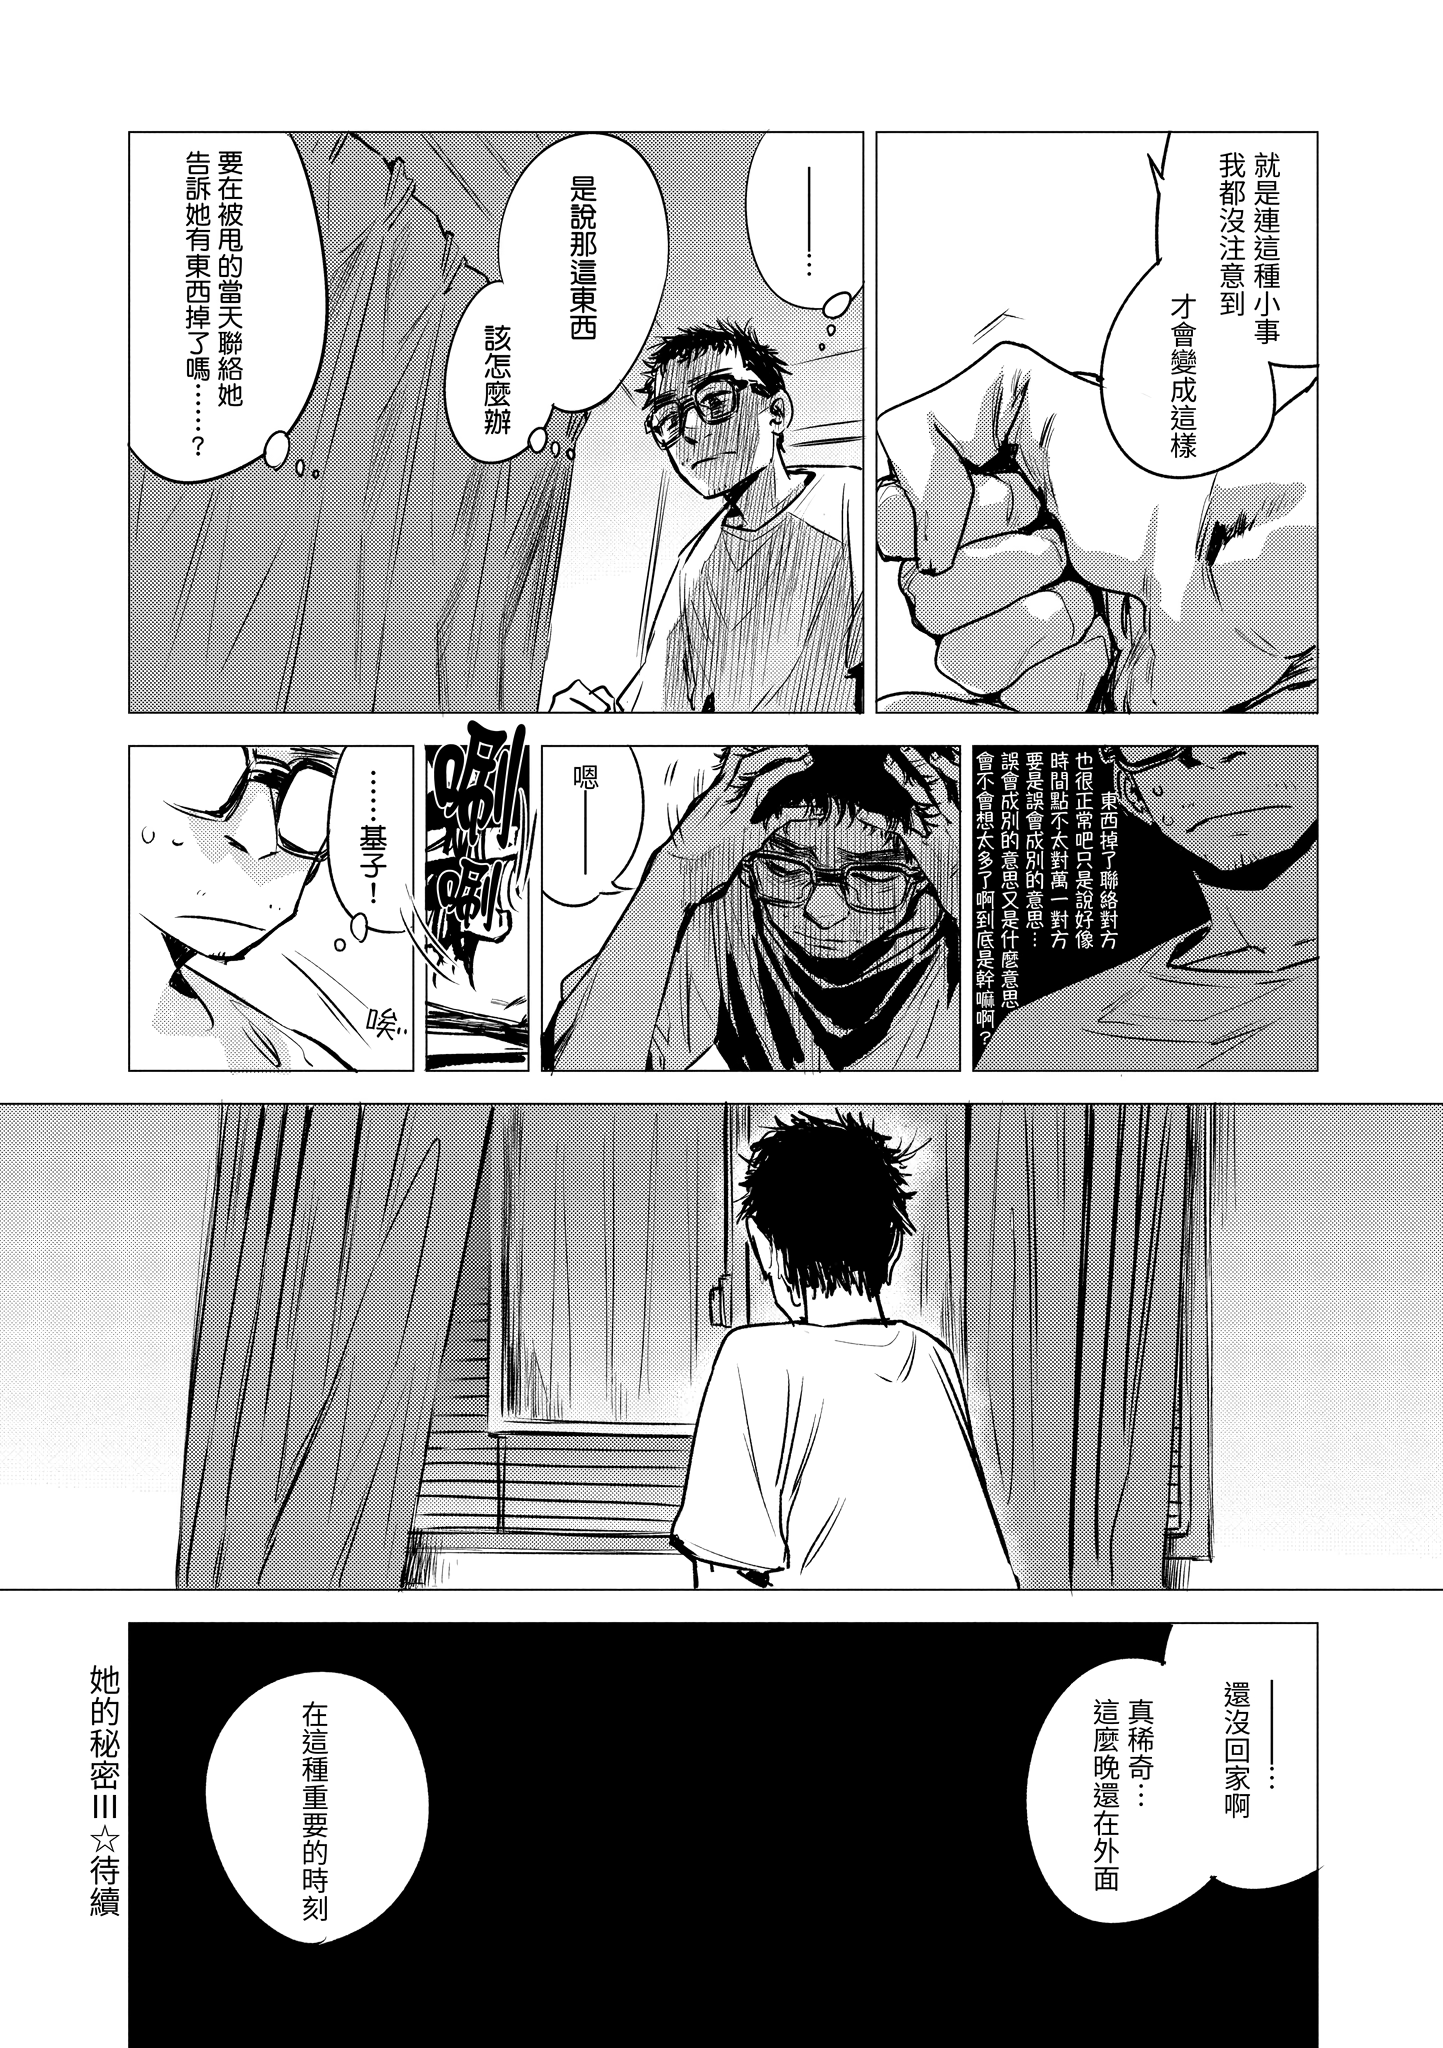 就是連這種小事
我都沒注意到
才會變成這樣
───…
是說那這東西
該怎麼辦
要在被甩的當天聯絡她
告訴她有東西掉了嗎……？
東西掉了聯絡對方
也很正常吧只是說好像
時間點不太對萬一對方
要是誤會成別的意思…
誤會成別的意思又是什麼意思
會不會想太多了啊到底是幹嘛啊？
嗯──
唰
唰
……基子！
唉‥
───…
還沒回家啊
真稀奇…
這麼晚還在外面
在這種重要的時刻
她的秘密III☆待續